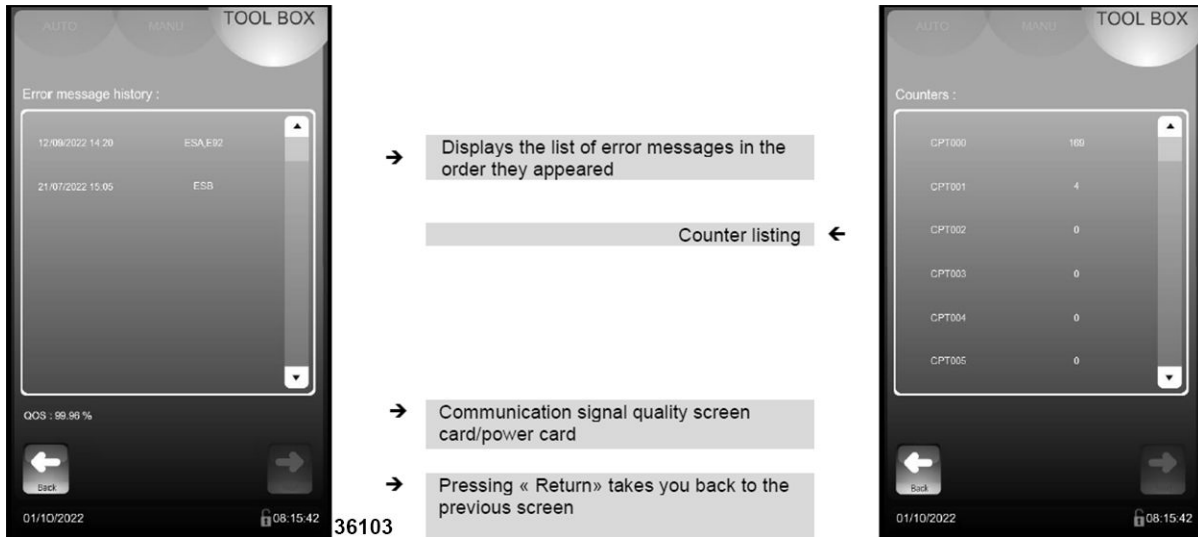 AUTO MANU TOOL BOX
Error message history :
12/09/2022 14:20 ESA,E92
21/07/2022 15:05 ESB
QOS : 99.96 %
Back
01/10/2022 08:15:42
36103
→ Displays the list of error messages in the
order they appeared
Counter listing ←
→ Communication signal quality screen
card/power card
→ Pressing « Return» takes you back to the
previous screen
AUTO MANU TOOL BOX
Counters :
CPT000 169
CPT001 4
CPT002 0
CPT003 0
CPT004 0
CPT005 0
Back
01/10/2022 08:15:42